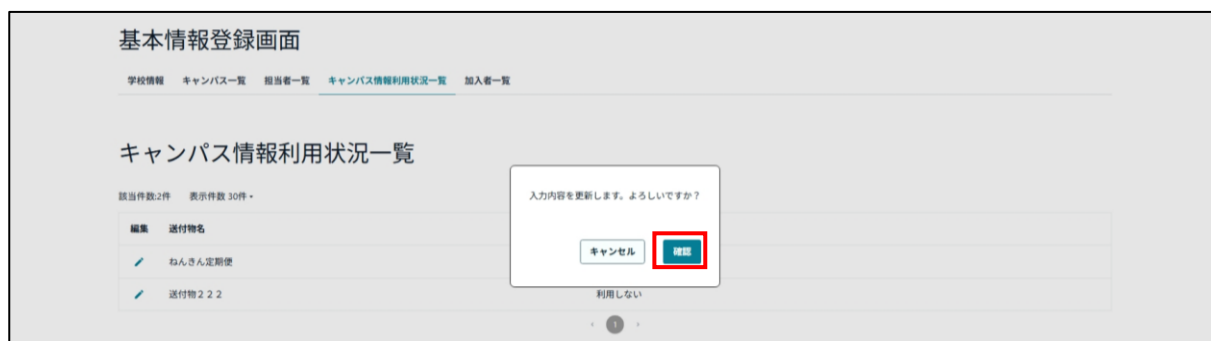 基本情報登録画面
学校情報 キャンパス一覧 担当者一覧 キャンパス情報利用状況一覧 加入者一覧
キャンパス情報利用状況一覧
該当件数:2件 表示件数 30件
入力内容を更新します。よろしいですか？
キャンセル 確認
編集 送付物名
ねんきん定期便
送付物２２２ 利用しない
‹ 1 ›